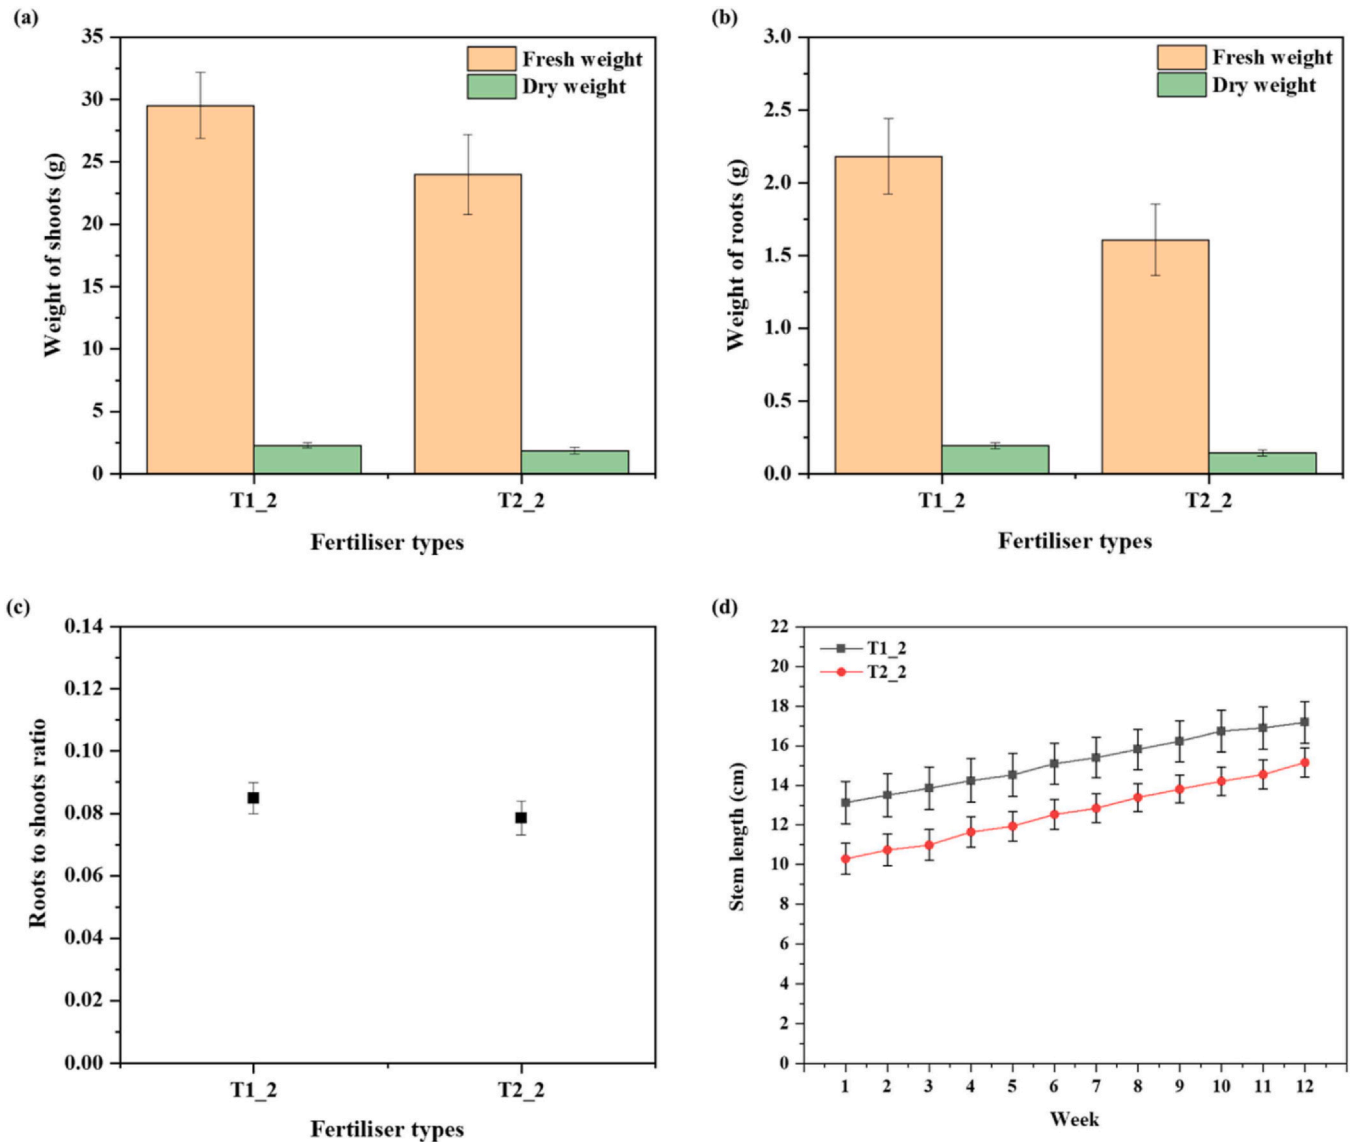 (a)
35
30
25
20
15
10
5
0
Weight of shoots (g)
Fresh weight
Dry weight
T1_2
T2_2
Fertiliser types
(b)
3.0
2.5
2.0
1.5
1.0
0.5
0.0
Weight of roots (g)
Fresh weight
Dry weight
T1_2
T2_2
Fertiliser types
(c)
0.14
0.12
0.10
0.08
0.06
0.04
0.02
0.00
Roots to shoots ratio
T1_2
T2_2
Fertiliser types
(d)
22
20
18
16
14
12
10
8
6
4
2
0
Stem length (cm)
T1_2
T2_2
1 2 3 4 5 6 7 8 9 10 11 12
Week